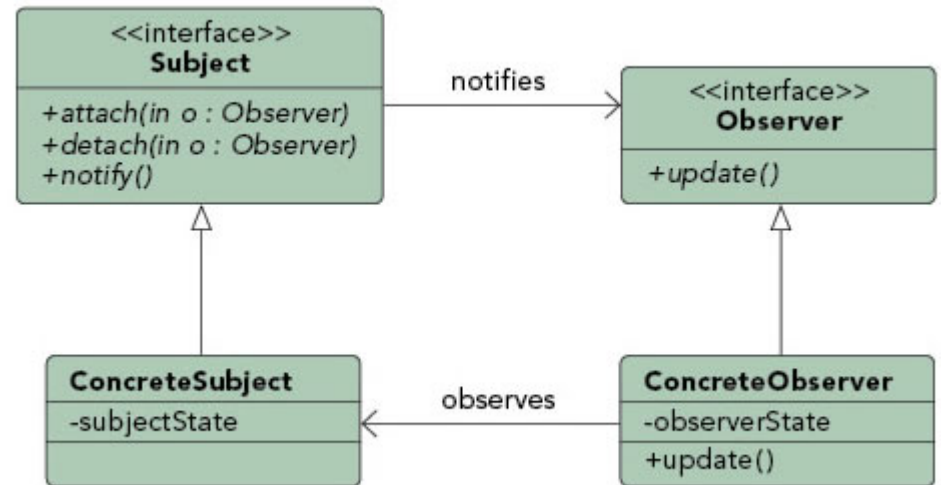 <<interface>>
Subject
+attach(in o : Observer)
+detach(in o : Observer)
+notify()
notifies
<<interface>>
Observer
+update()
ConcreteSubject
-subjectState
observes
ConcreteObserver
-observerState
+update()